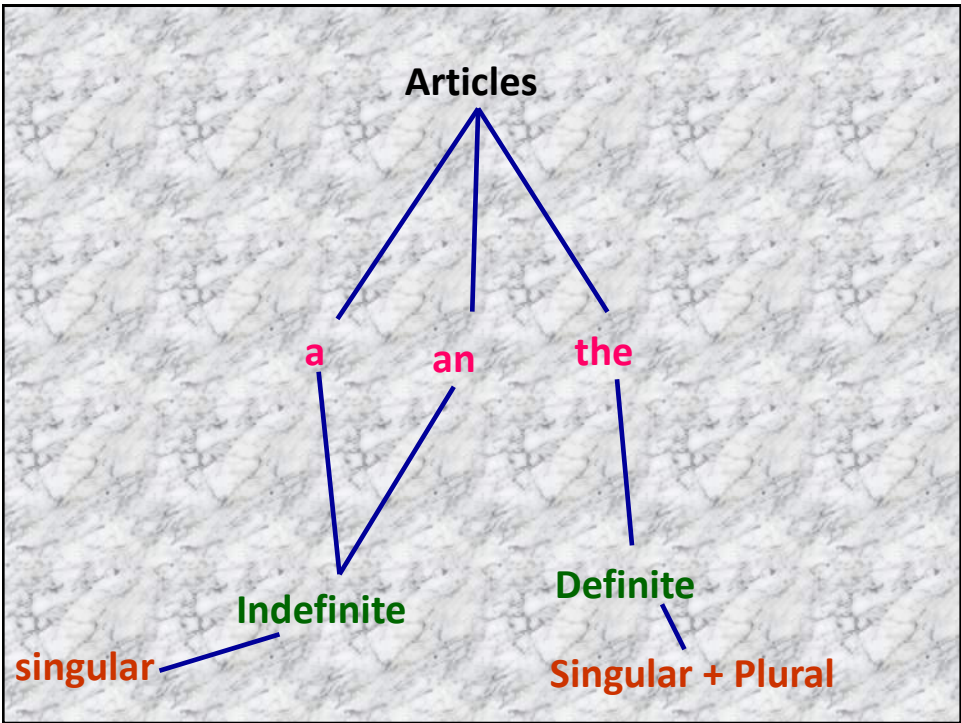 Articles
a an the
Indefinite Definite
singular Singular + Plural